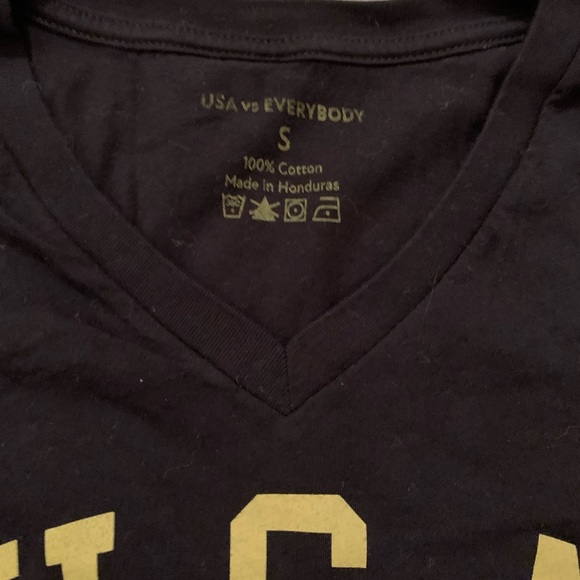 USA vs EVERYBODY
S
100% Cotton
Made in Honduras